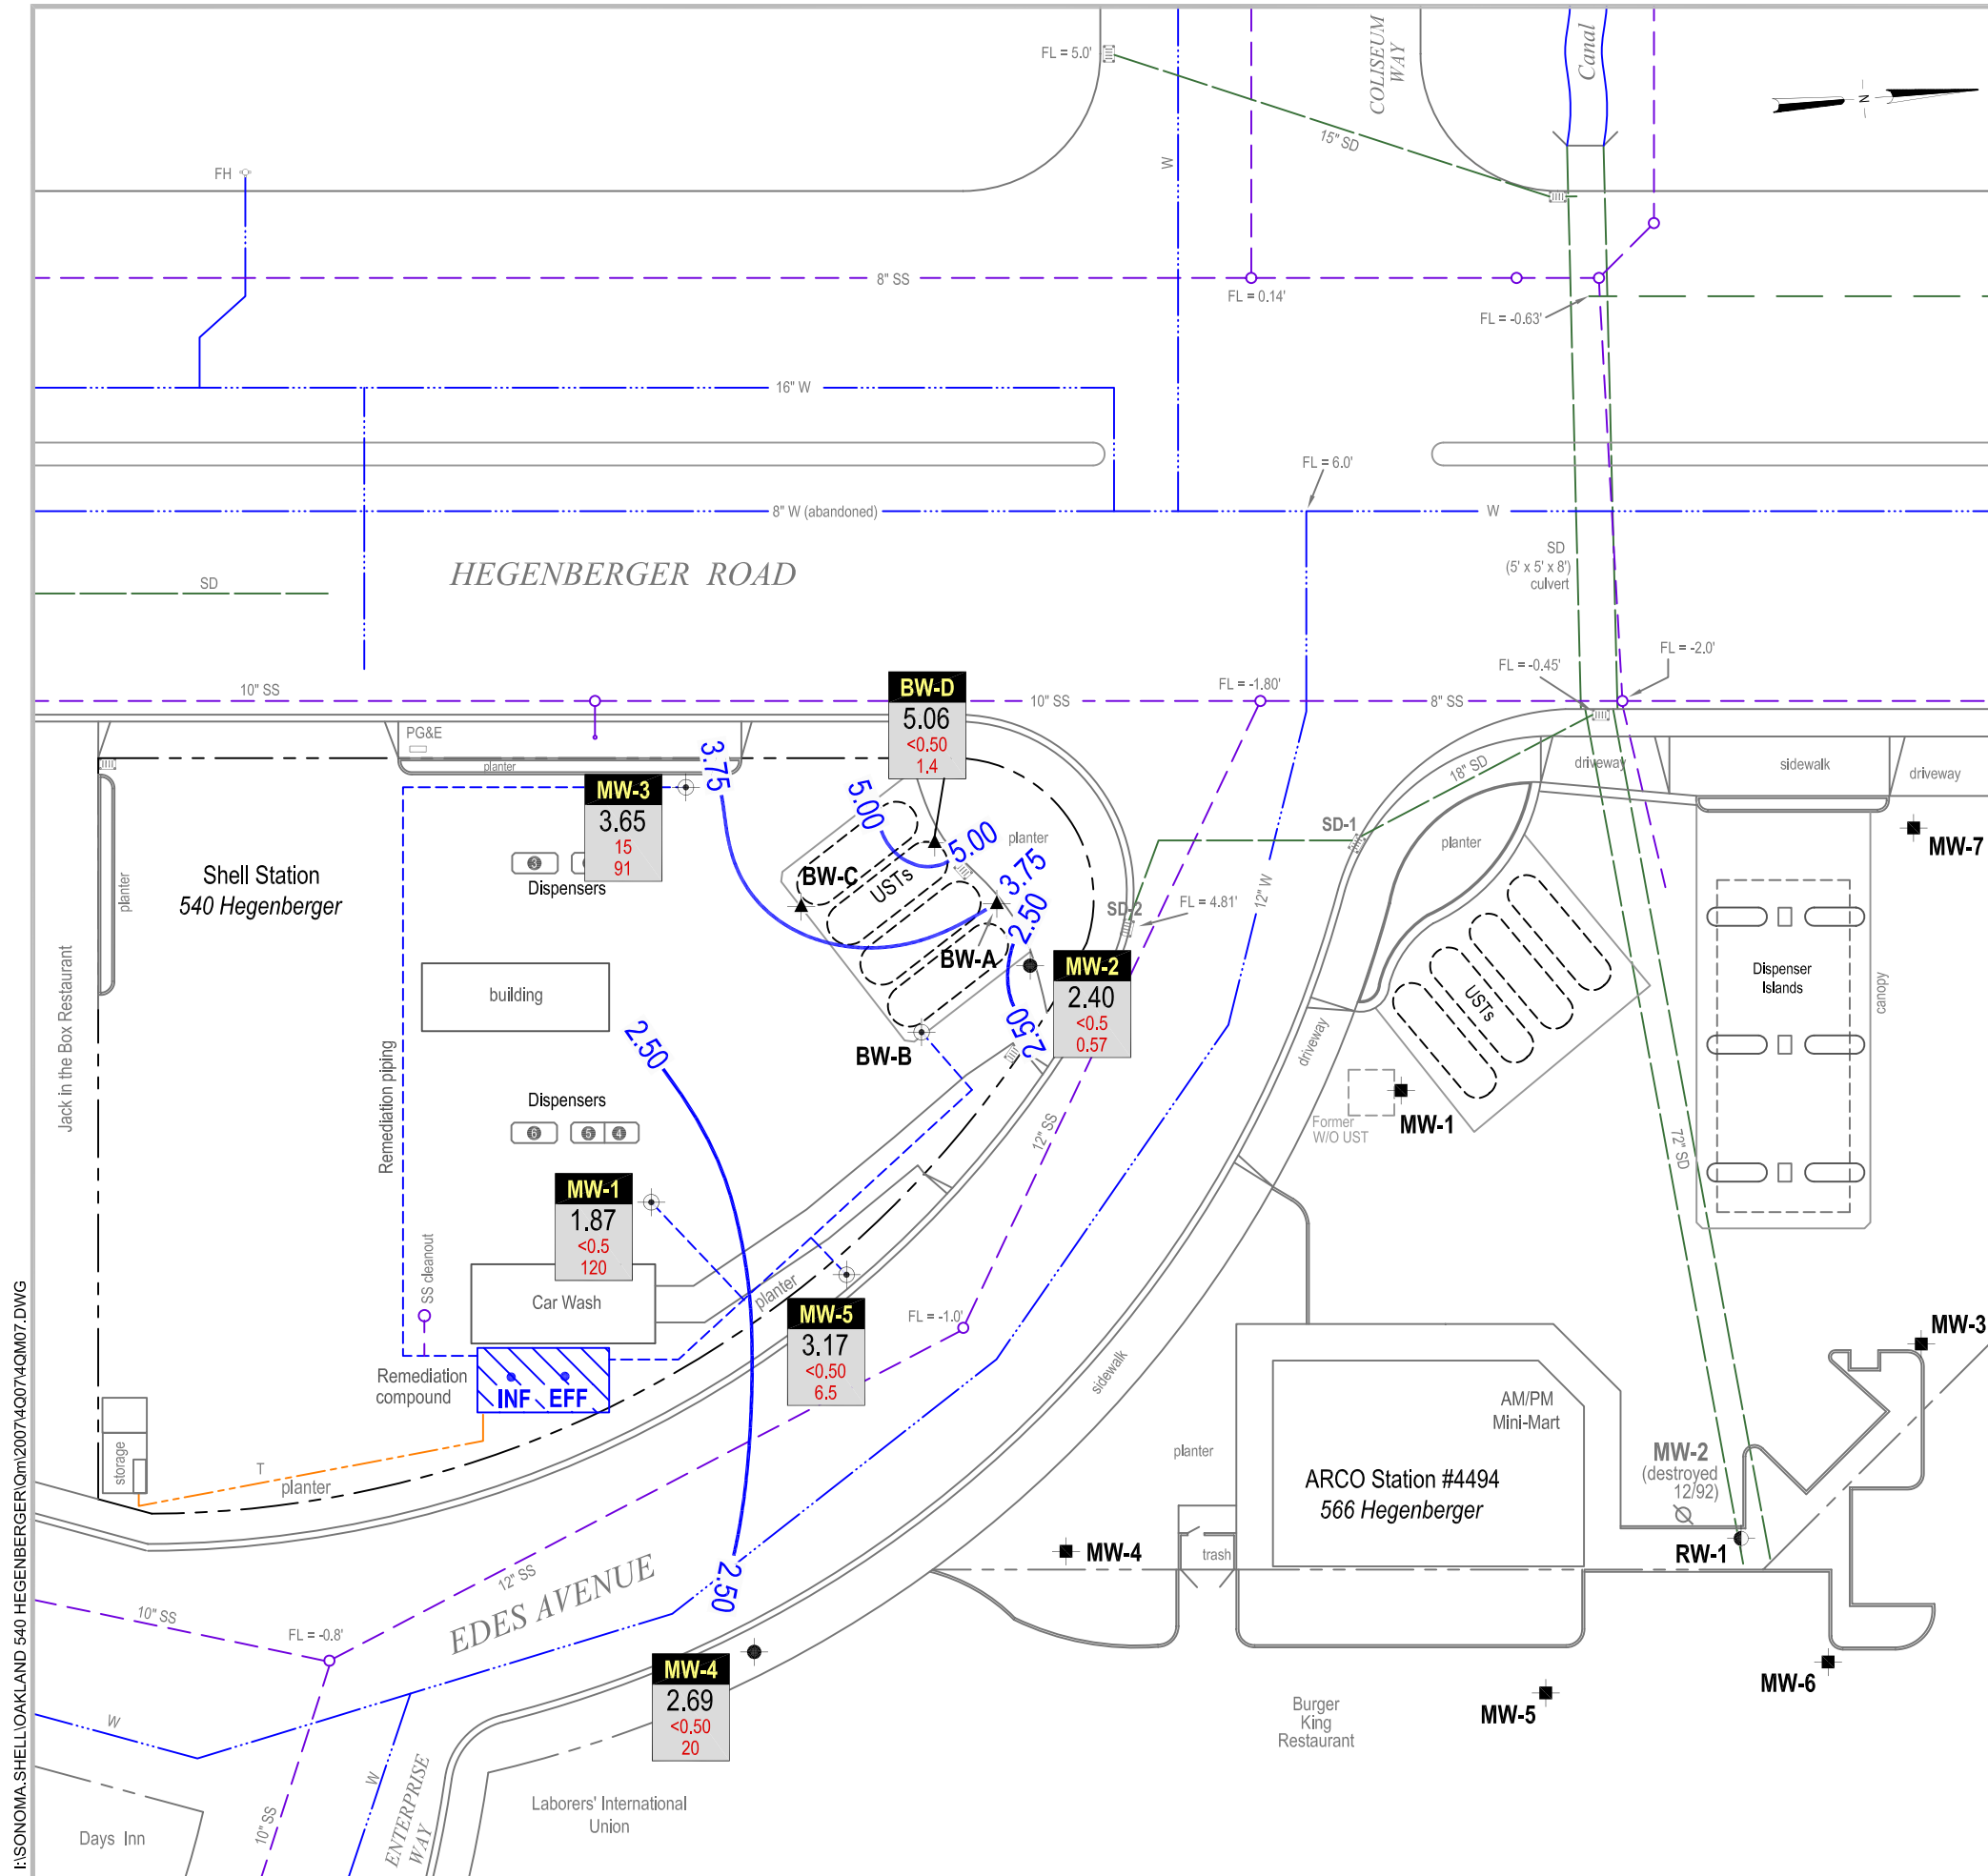 FL = 5.0'
COLISEUM
WAY
Canal
N
15" SD
W
FH
8" SS
FL = 0.14'
FL = -0.63'
16" W
FL = 6.0'
8" W (abandoned)
W
SD
(5' x 5' x 8')
culvert
HEGENBERGER ROAD
SD
10" SS
BW-D
5.06
<0.50
1.4
10" SS
FL = -1.80'
8" SS
FL = -0.45'
FL = -2.0'
PG&E
planter
3.75
MW-3
3.65
15
91
5.00
5.00
planter
3.75
2.50
18" SD
driveway
sidewalk
driveway
SD-1
planter
MW-7
Shell Station
540 Hegenberger
planter
3
Dispensers
BW-C
USTs
BW-A
SD-2
FL = 4.81'
12" W
MW-2
2.40
<0.5
0.57
2.50
BW-B
building
2.50
Jack in the Box Restaurant
Remediation piping
USTs
Dispenser
Islands
canopy
driveway
Former
W/O UST
MW-1
72" SD
Dispensers
6
5
4
12" SS
MW-1
1.87
<0.5
120
SS cleanout
Car Wash
planter
MW-5
3.17
<0.50
6.5
FL = -1.0'
Remediation
compound
INF
EFF
sidewalk
MW-3
AM/PM
Mini-Mart
planter
ARCO Station #4494
566 Hegenberger
MW-2
(destroyed
12/92)
storage
T
planter
trash
MW-4
RW-1
12" SS
EDES AVENUE
2.50
10" SS
FL = -0.8'
MW-4
2.69
<0.50
20
MW-6
MW-5
Burger
King
Restaurant
W
W
ENTERPRISE
WAY
10" SS
Days Inn
Laborers' International
Union
I:\SONOMA.SHELL\OAKLAND 540 HEGENBERGER\Qm\2007\4Q07\4QM07.DWG